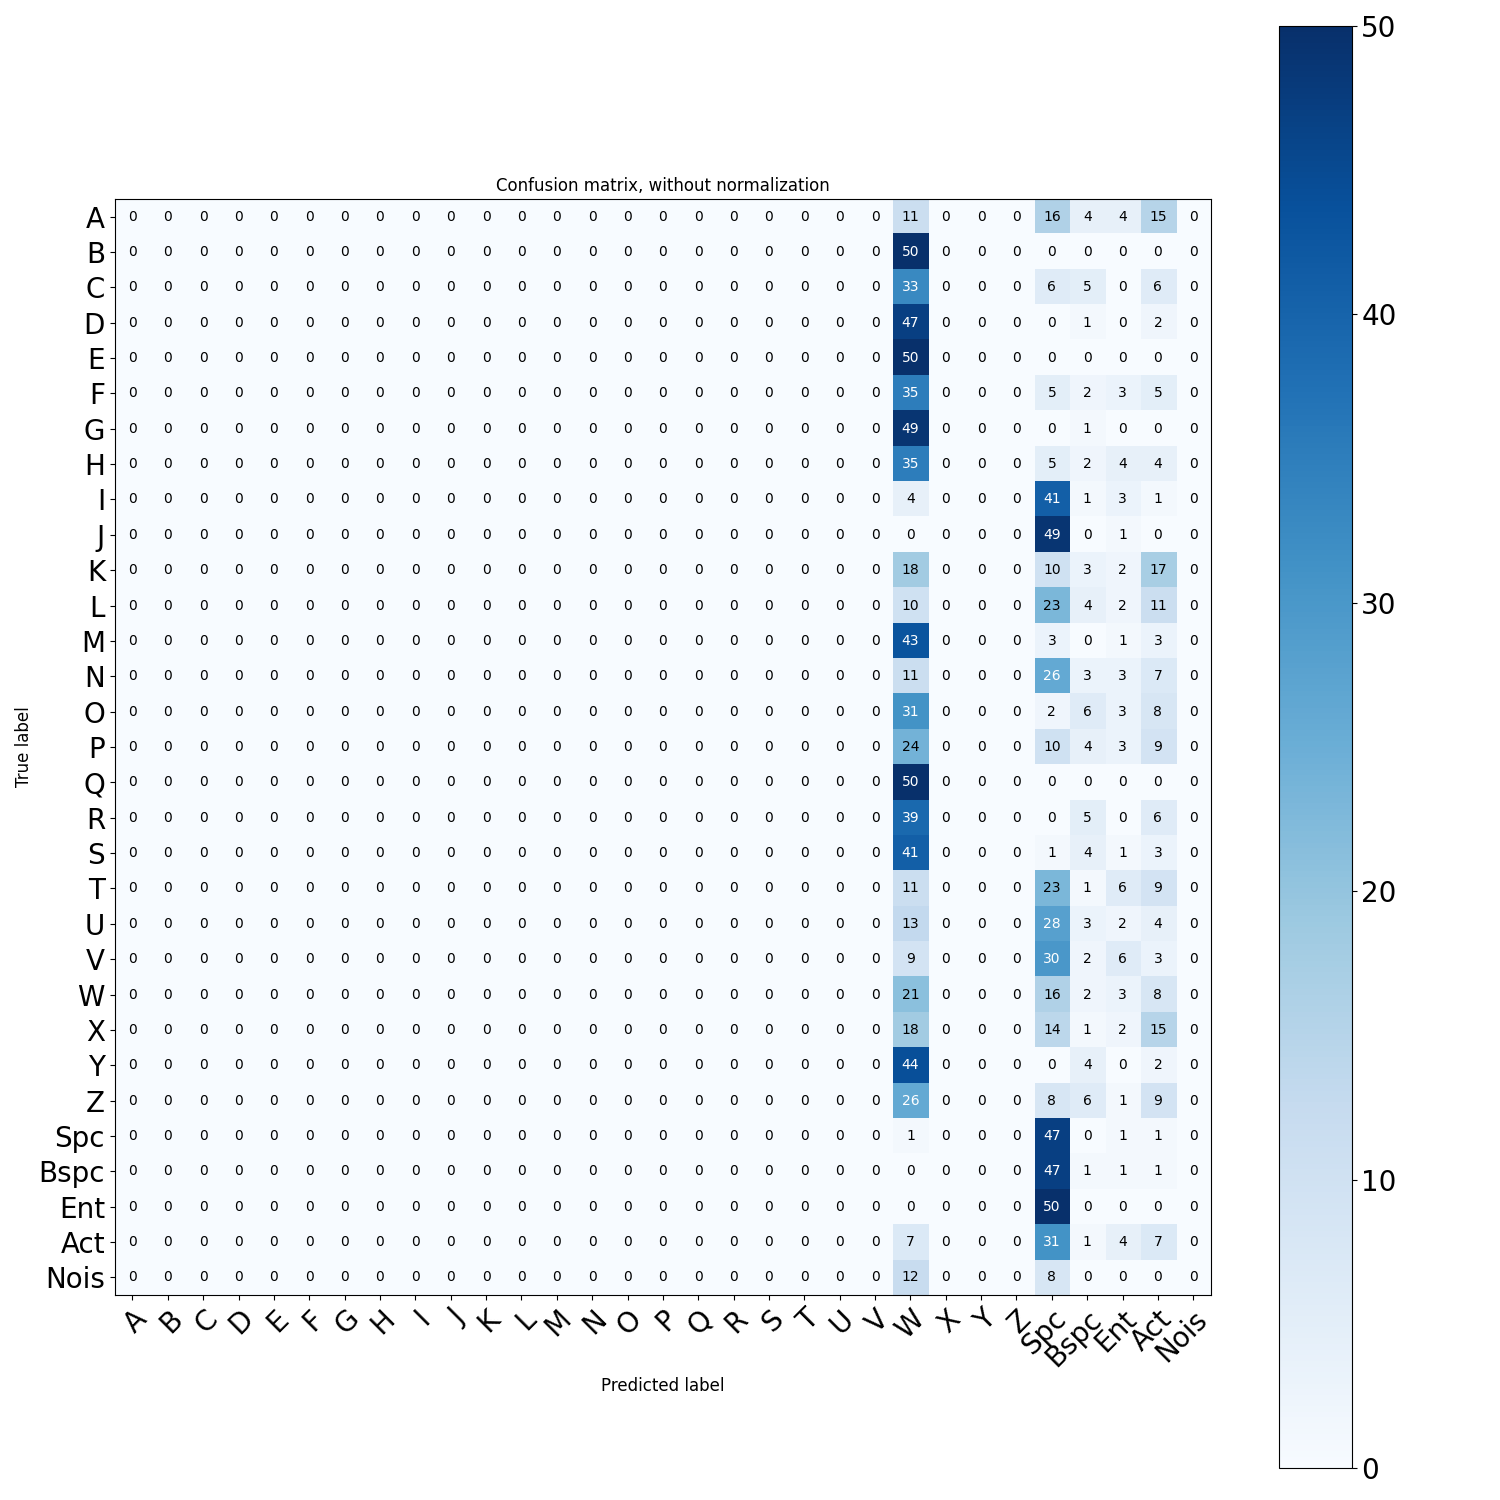 Confusion matrix, without normalization
A 0 0 0 0 0 0 0 0 0 0 0 0 0 0 0 0 0 0 0 0 0 0 11 0 0 0 16 4 4 15 0
B 0 0 0 0 0 0 0 0 0 0 0 0 0 0 0 0 0 0 0 0 0 0 50 0 0 0 0 0 0 0 0
C 0 0 0 0 0 0 0 0 0 0 0 0 0 0 0 0 0 0 0 0 0 0 33 0 0 0 6 5 0 6 0
D 0 0 0 0 0 0 0 0 0 0 0 0 0 0 0 0 0 0 0 0 0 0 47 0 0 0 0 1 0 2 0
E 0 0 0 0 0 0 0 0 0 0 0 0 0 0 0 0 0 0 0 0 0 0 50 0 0 0 0 0 0 0 0
F 0 0 0 0 0 0 0 0 0 0 0 0 0 0 0 0 0 0 0 0 0 0 35 0 0 0 5 2 3 5 0
G 0 0 0 0 0 0 0 0 0 0 0 0 0 0 0 0 0 0 0 0 0 0 49 0 0 0 0 1 0 0 0
H 0 0 0 0 0 0 0 0 0 0 0 0 0 0 0 0 0 0 0 0 0 0 35 0 0 0 5 2 4 4 0
I 0 0 0 0 0 0 0 0 0 0 0 0 0 0 0 0 0 0 0 0 0 0 4 0 0 0 41 1 3 1 0
J 0 0 0 0 0 0 0 0 0 0 0 0 0 0 0 0 0 0 0 0 0 0 0 0 0 0 49 0 1 0 0
K 0 0 0 0 0 0 0 0 0 0 0 0 0 0 0 0 0 0 0 0 0 0 18 0 0 0 10 3 2 17 0
L 0 0 0 0 0 0 0 0 0 0 0 0 0 0 0 0 0 0 0 0 0 0 10 0 0 0 23 4 2 11 0
M 0 0 0 0 0 0 0 0 0 0 0 0 0 0 0 0 0 0 0 0 0 0 43 0 0 0 3 0 1 3 0
N 0 0 0 0 0 0 0 0 0 0 0 0 0 0 0 0 0 0 0 0 0 0 11 0 0 0 26 3 3 7 0
O 0 0 0 0 0 0 0 0 0 0 0 0 0 0 0 0 0 0 0 0 0 0 31 0 0 0 2 6 3 8 0
P 0 0 0 0 0 0 0 0 0 0 0 0 0 0 0 0 0 0 0 0 0 0 24 0 0 0 10 4 3 9 0
Q 0 0 0 0 0 0 0 0 0 0 0 0 0 0 0 0 0 0 0 0 0 0 50 0 0 0 0 0 0 0 0
R 0 0 0 0 0 0 0 0 0 0 0 0 0 0 0 0 0 0 0 0 0 0 39 0 0 0 0 5 0 6 0
S 0 0 0 0 0 0 0 0 0 0 0 0 0 0 0 0 0 0 0 0 0 0 41 0 0 0 1 4 1 3 0
T 0 0 0 0 0 0 0 0 0 0 0 0 0 0 0 0 0 0 0 0 0 0 11 0 0 0 23 1 6 9 0
U 0 0 0 0 0 0 0 0 0 0 0 0 0 0 0 0 0 0 0 0 0 0 13 0 0 0 28 3 2 4 0
V 0 0 0 0 0 0 0 0 0 0 0 0 0 0 0 0 0 0 0 0 0 0 9 0 0 0 30 2 6 3 0
W 0 0 0 0 0 0 0 0 0 0 0 0 0 0 0 0 0 0 0 0 0 0 21 0 0 0 16 2 3 8 0
X 0 0 0 0 0 0 0 0 0 0 0 0 0 0 0 0 0 0 0 0 0 0 18 0 0 0 14 1 2 15 0
Y 0 0 0 0 0 0 0 0 0 0 0 0 0 0 0 0 0 0 0 0 0 0 44 0 0 0 0 4 0 2 0
Z 0 0 0 0 0 0 0 0 0 0 0 0 0 0 0 0 0 0 0 0 0 0 26 0 0 0 8 6 1 9 0
Spc 0 0 0 0 0 0 0 0 0 0 0 0 0 0 0 0 0 0 0 0 0 0 1 0 0 0 47 0 1 1 0
Bspc 0 0 0 0 0 0 0 0 0 0 0 0 0 0 0 0 0 0 0 0 0 0 0 0 0 0 47 1 1 1 0
Ent 0 0 0 0 0 0 0 0 0 0 0 0 0 0 0 0 0 0 0 0 0 0 0 0 0 0 50 0 0 0 0
Act 0 0 0 0 0 0 0 0 0 0 0 0 0 0 0 0 0 0 0 0 0 0 7 0 0 0 31 1 4 7 0
Nois 0 0 0 0 0 0 0 0 0 0 0 0 0 0 0 0 0 0 0 0 0 0 12 0 0 0 8 0 0 0 0
A B C D E F G H I J K L M N O P Q R S T U V W X Y Z Spc Bspc Ent Act Nois
Predicted label
True label
50
40
30
20
10
0